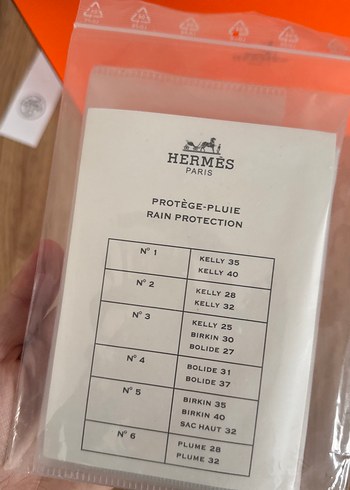 HERMÈS
PARIS
PROTÈGE-PLUIE
RAIN PROTECTION
N° 1
KELLY 35
KELLY 40
N° 2
KELLY 28
KELLY 32
N° 3
KELLY 25
BIRKIN 30
BOLIDE 27
N° 4
BOLIDE 31
BOLIDE 37
N° 5
BIRKIN 35
BIRKIN 40
SAC HAUT 32
N° 6
PLUME 28
PLUME 32